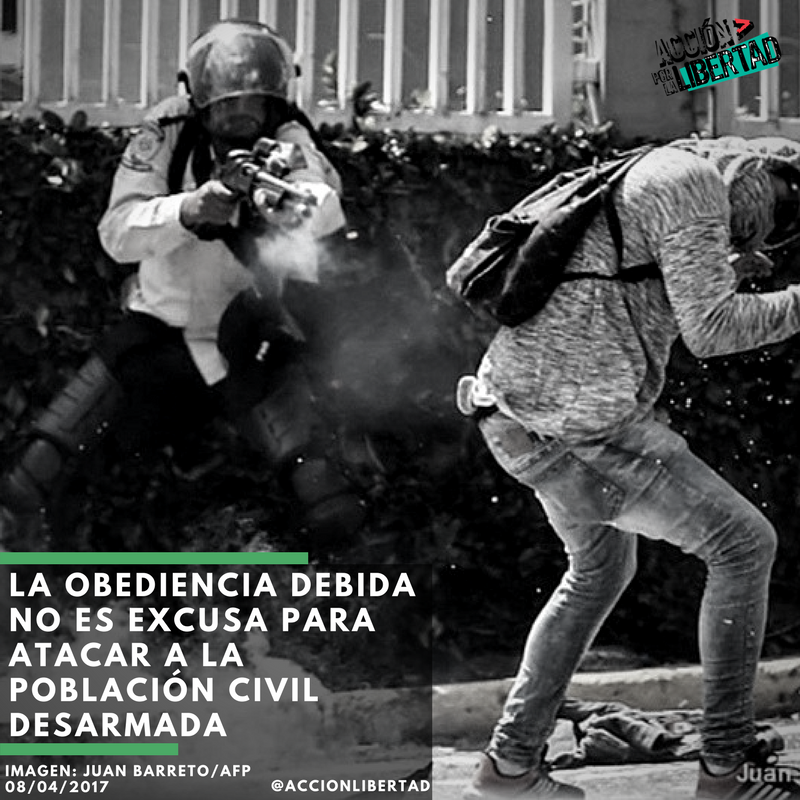 ACCIÓN
POR LA LIBERTAD
LA OBEDIENCIA DEBIDA
NO ES EXCUSA PARA
ATACAR A LA
POBLACIÓN CIVIL
DESARMADA
IMAGEN: JUAN BARRETO/AFP
08/04/2017 @ACCIONLIBERTAD
Juan